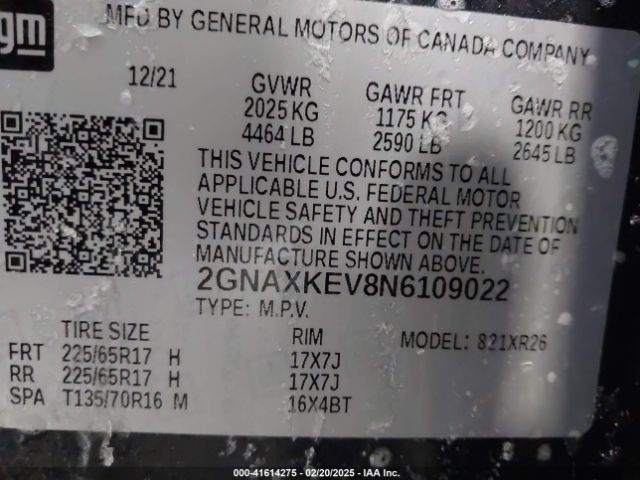 gm
MFD BY GENERAL MOTORS OF CANADA COMPANY
12/21 GVWR GAWR FRT GAWR RR
2025 KG 1175 KG 1200 KG
4464 LB 2590 LB 2645 LB
THIS VEHICLE CONFORMS TO ALL
APPLICABLE U.S. FEDERAL MOTOR
VEHICLE SAFETY AND THEFT PREVENTION
STANDARDS IN EFFECT ON THE DATE OF
MANUFACTURE SHOWN ABOVE.
2GNAXKEV8N6109022
TYPE: M.P.V.
TIRE SIZE RIM MODEL: 821XR26
FRT 225/65R17 H 17X7J
RR 225/65R17 H 17X7J
SPA T135/70R16 M 16X4BT
000-41614275 - 02/20/2025 - IAA Inc.